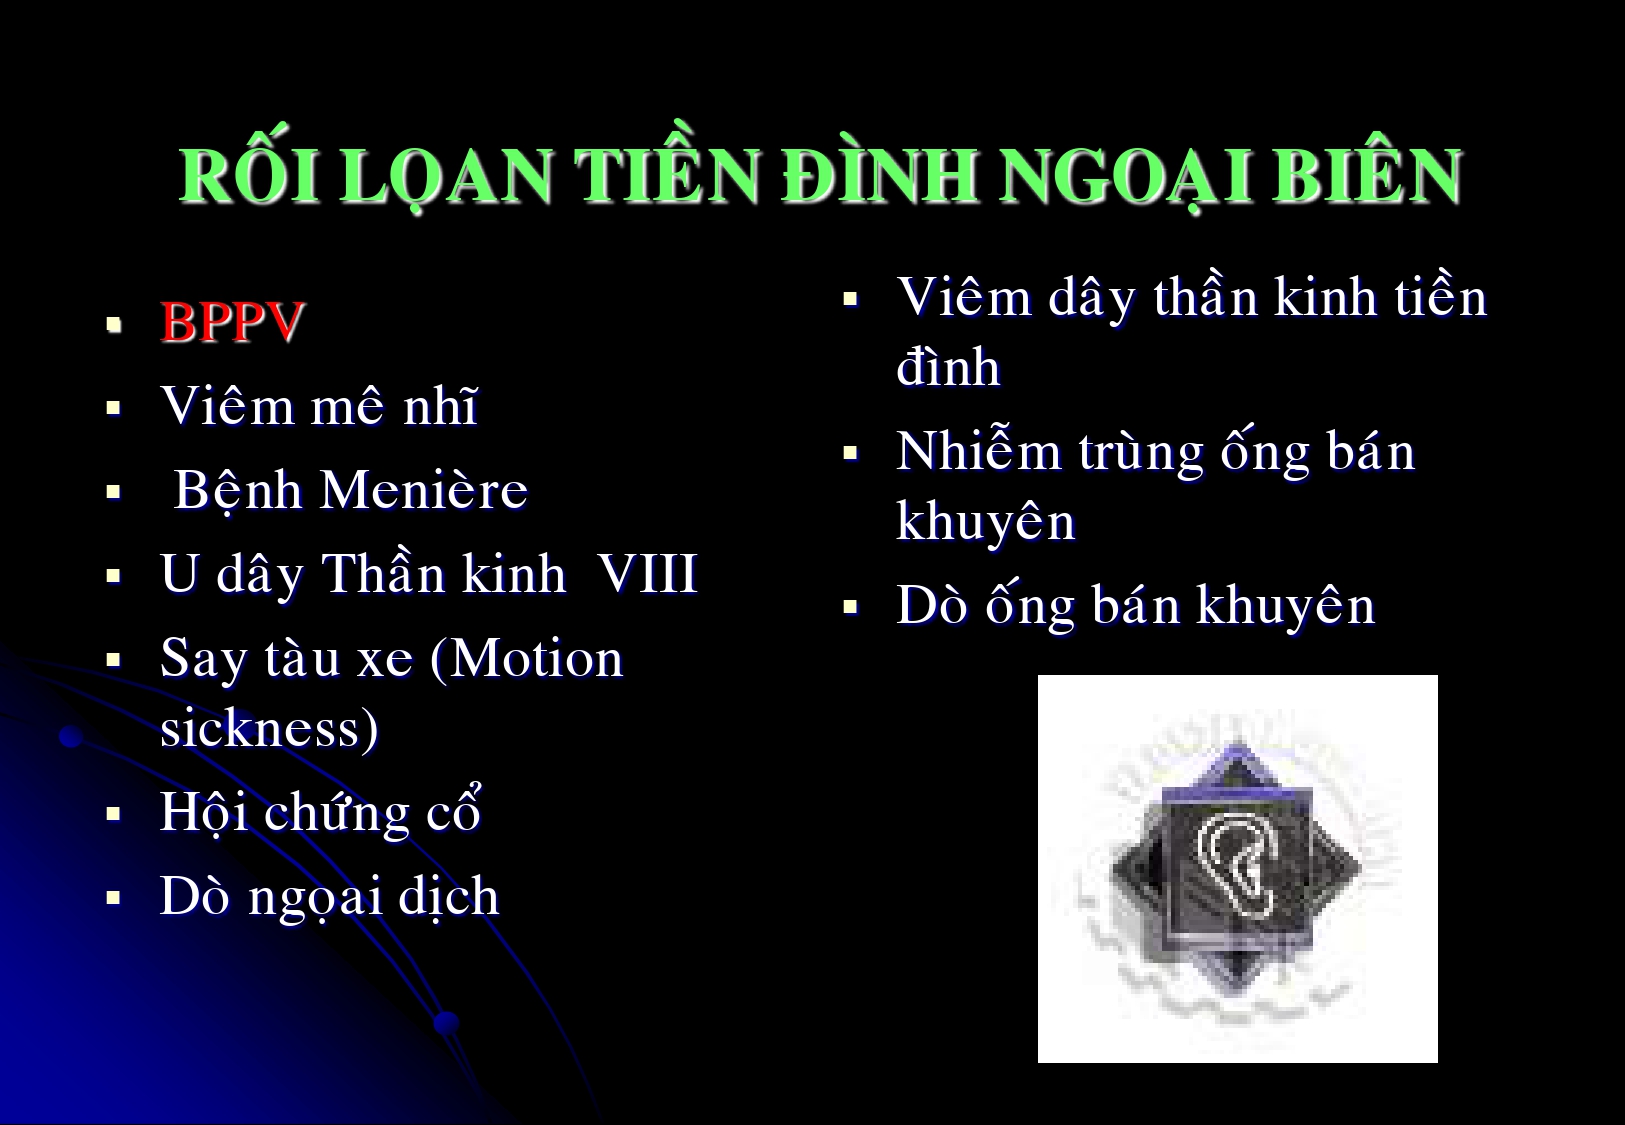 RỐI LỌAN TIỀN ĐÌNH NGOẠI BIÊN
▪ BPPV
▪ Viêm mê nhĩ
▪ Bệnh Menière
▪ U dây Thần kinh VIII
▪ Say tàu xe (Motion
sickness)
▪ Hội chứng cổ
▪ Dò ngọai dịch
▪ Viêm dây thần kinh tiền
đình
▪ Nhiễm trùng ống bán
khuyên
▪ Dò ống bán khuyên